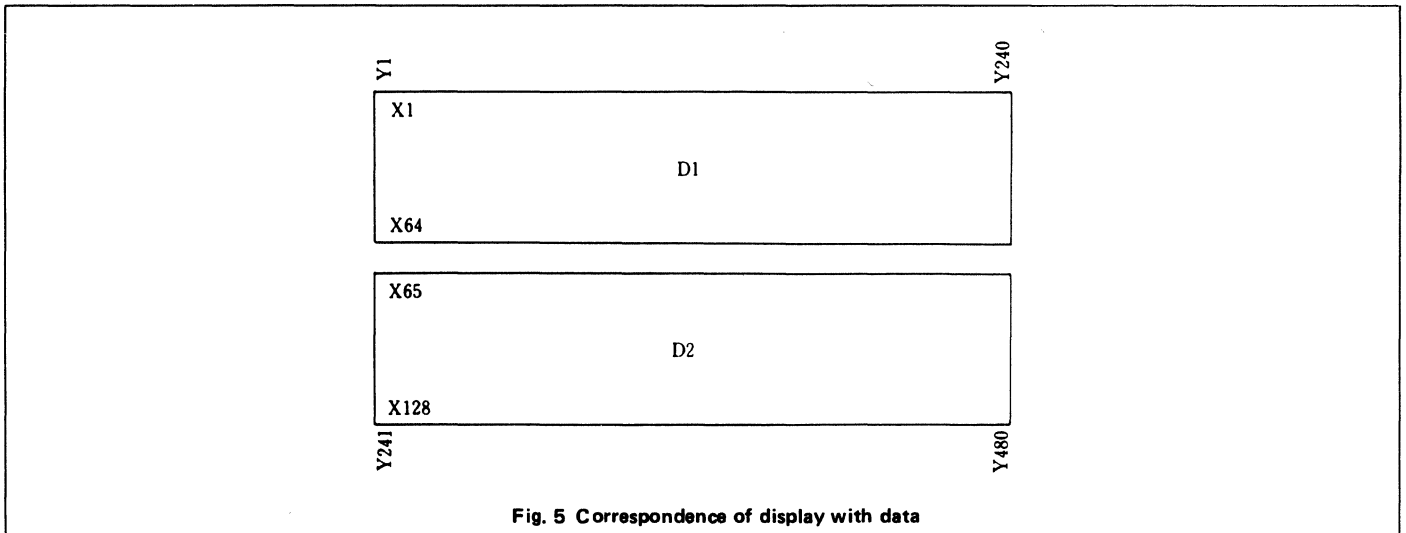 Y1 Y240
X1
D1
X64
X65
D2
X128
Y241 Y480
Fig. 5 Correspondence of display with data